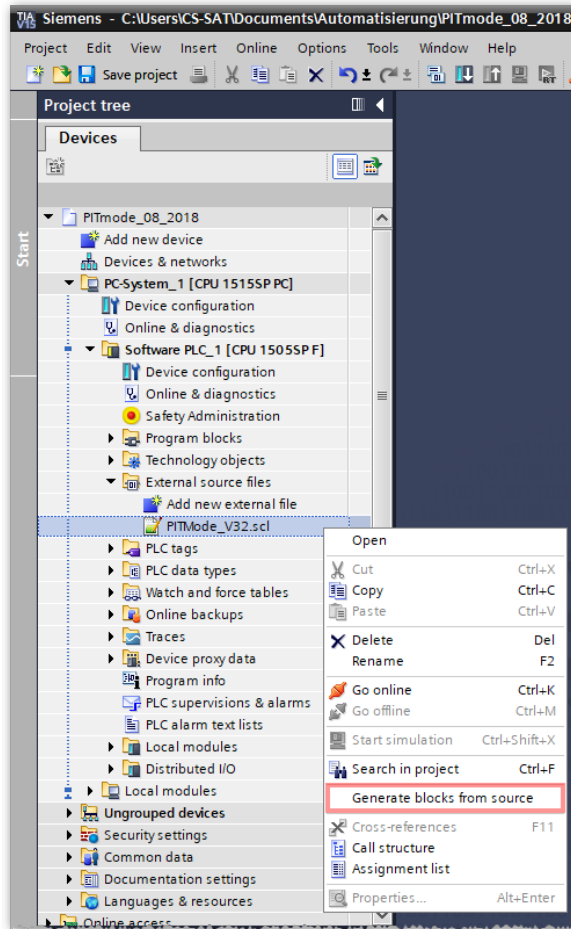 TIA V15 Siemens - C:\Users\CS-SAT\Documents\Automatisierung\PITmode_08_2018
Project Edit View Insert Online Options Tools Window Help
Save project
Project tree
Devices
Start
PITmode_08_2018
Add new device
Devices & networks
PC-System_1 [CPU 1515SP PC]
Device configuration
Online & diagnostics
Software PLC_1 [CPU 1505SP F]
Device configuration
Online & diagnostics
Safety Administration
Program blocks
Technology objects
External source files
Add new external file
PITMode_V32.scl
PLC tags
PLC data types
Watch and force tables
Online backups
Traces
Device proxy data
Program info
PLC supervisions & alarms
PLC alarm text lists
Local modules
Distributed I/O
Local modules
Ungrouped devices
Security settings
Common data
Documentation settings
Languages & resources
Online access
Open
Cut Ctrl+X
Copy Ctrl+C
Paste Ctrl+V
Delete Del
Rename F2
Go online Ctrl+K
Go offline Ctrl+M
Start simulation Ctrl+Shift+X
Search in project Ctrl+F
Generate blocks from source
Cross-references F11
Call structure
Assignment list
Properties... Alt+Enter